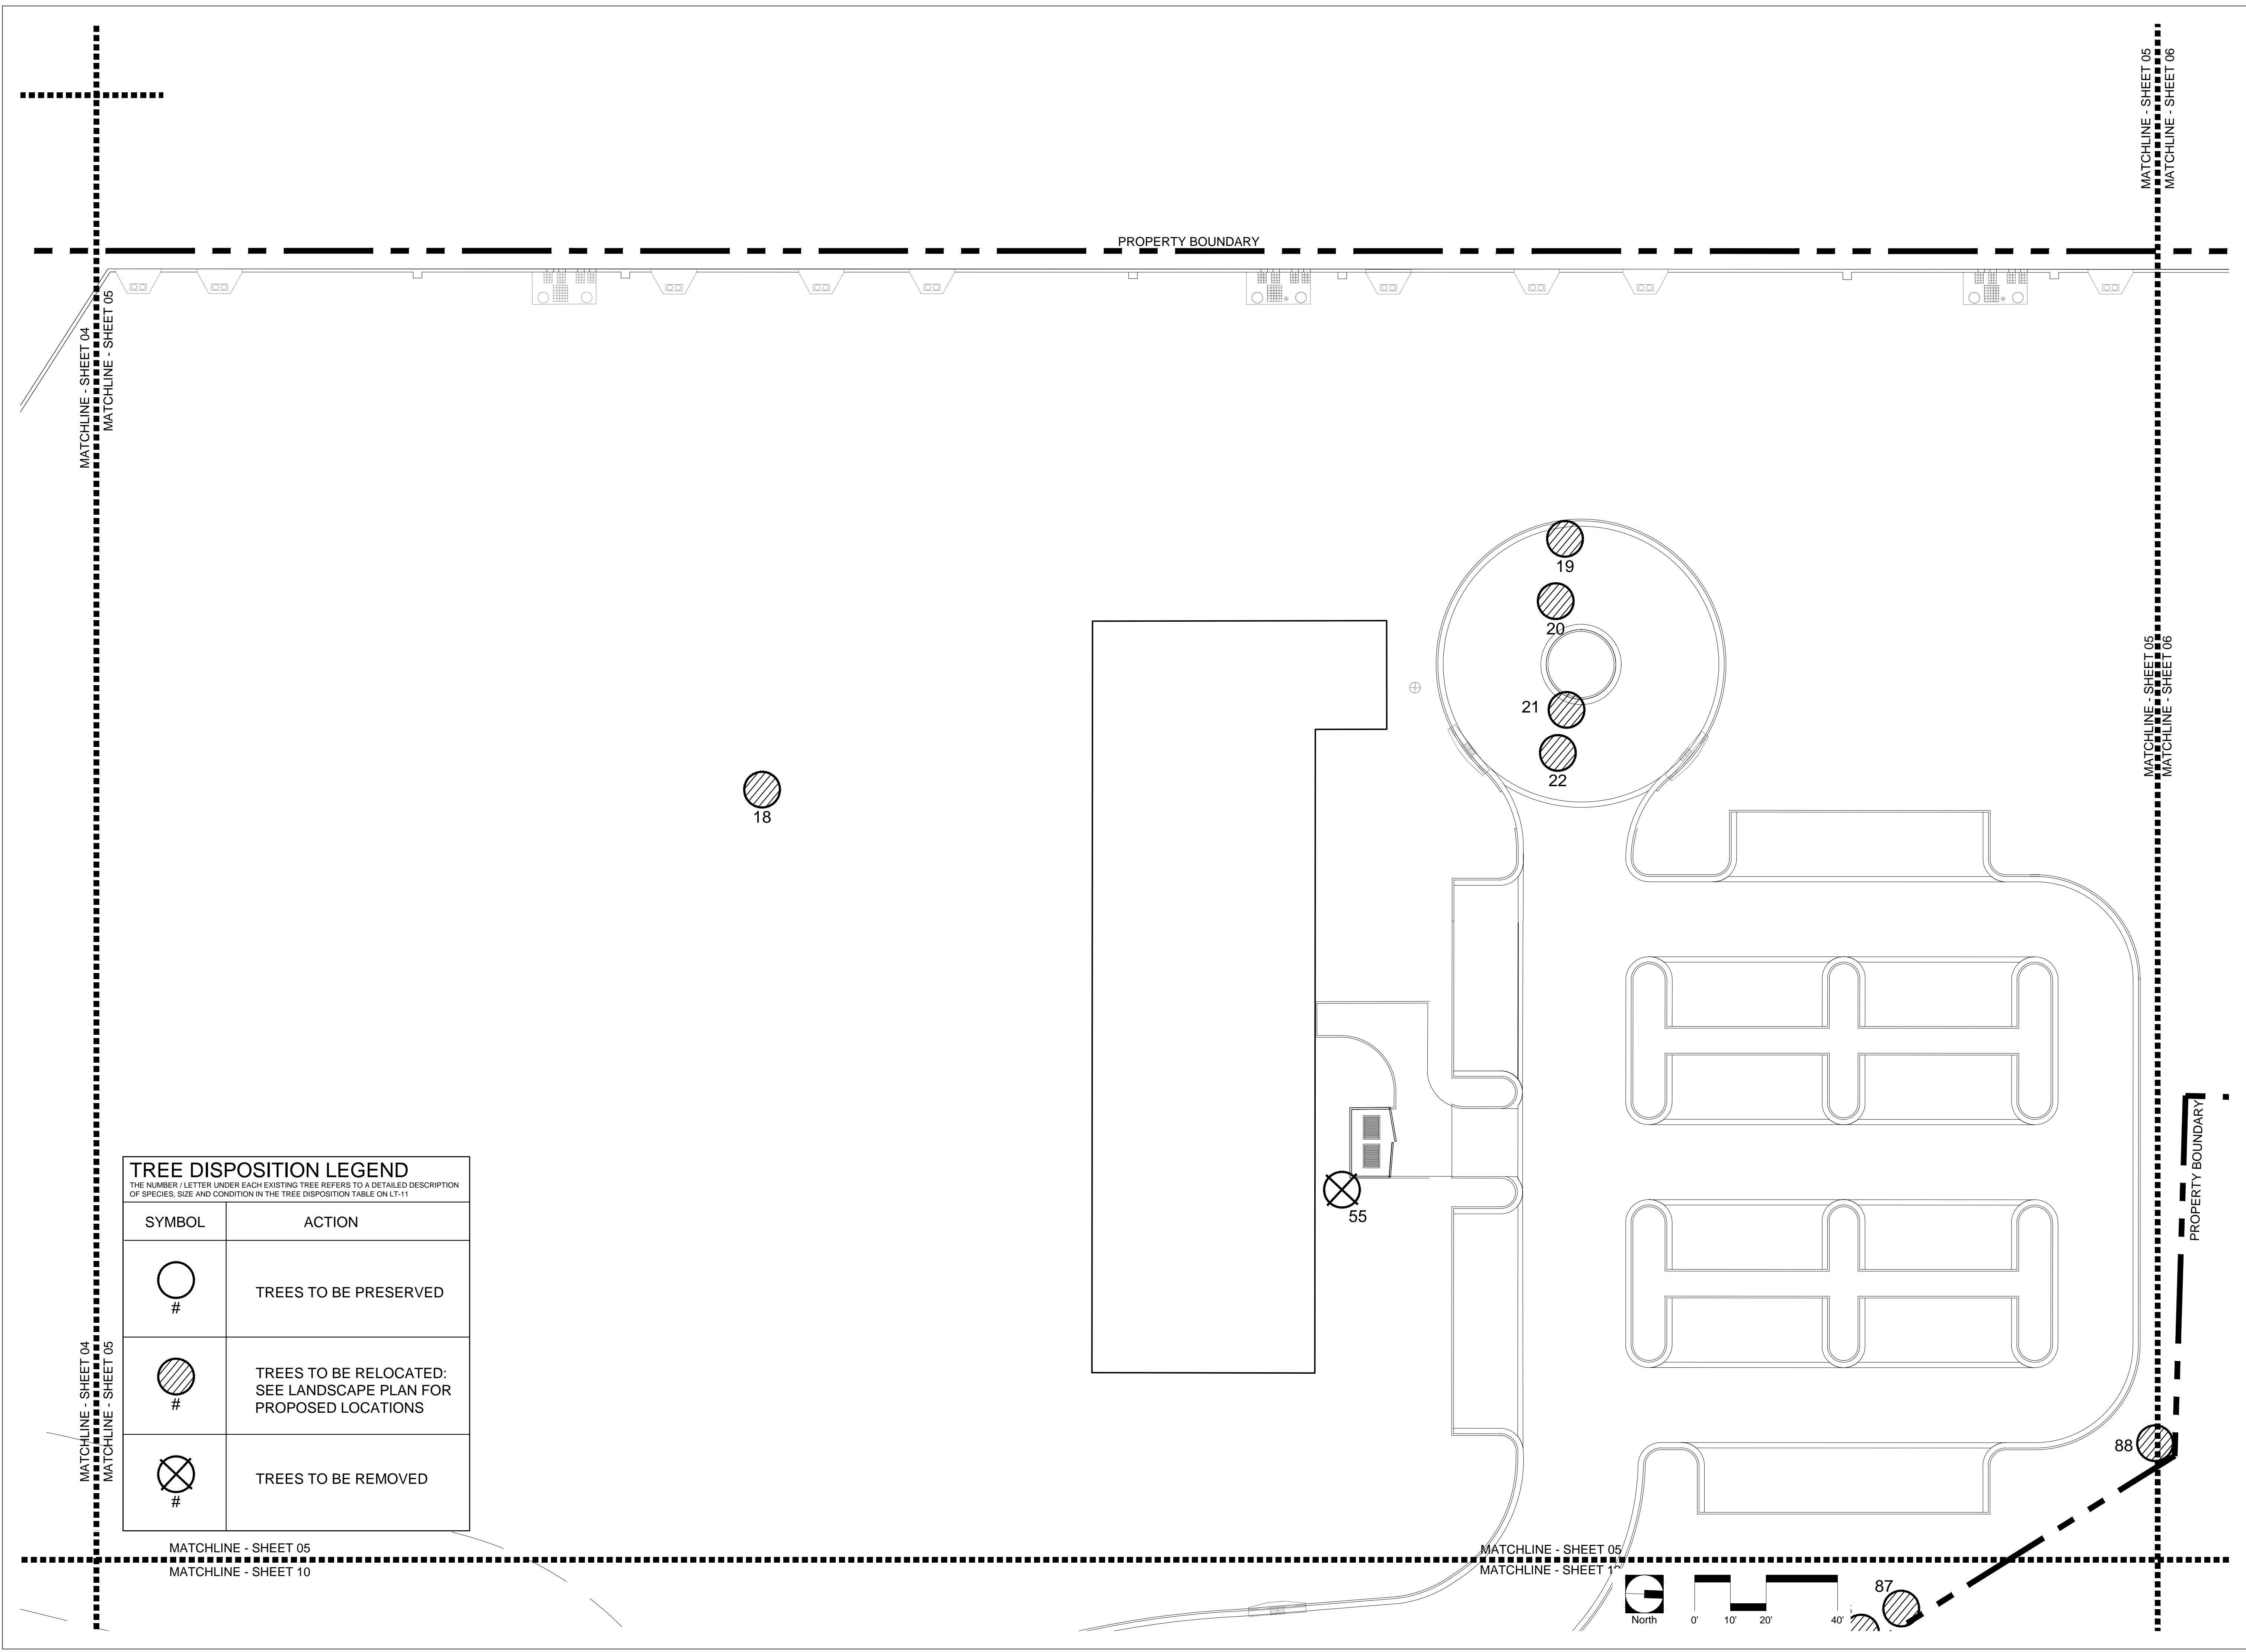 MATCHLINE - SHEET 05
MATCHLINE - SHEET 06
PROPERTY BOUNDARY
MATCHLINE - SHEET 04
MATCHLINE - SHEET 05
19
20
21
22
18
MATCHLINE - SHEET 05
MATCHLINE - SHEET 06
PROPERTY BOUNDARY
TREE DISPOSITION LEGEND
THE NUMBER / LETTER UNDER EACH EXISTING TREE REFERS TO A DETAILED DESCRIPTION
OF SPECIES, SIZE AND CONDITION IN THE TREE DISPOSITION TABLE ON LT-11
SYMBOL ACTION
# TREES TO BE PRESERVED
# TREES TO BE RELOCATED:
SEE LANDSCAPE PLAN FOR
PROPOSED LOCATIONS
# TREES TO BE REMOVED
55
88
MATCHLINE - SHEET 04
MATCHLINE - SHEET 05
MATCHLINE - SHEET 05
MATCHLINE - SHEET 10
MATCHLINE - SHEET 05
MATCHLINE - SHEET
North
0' 10' 20' 40'
87